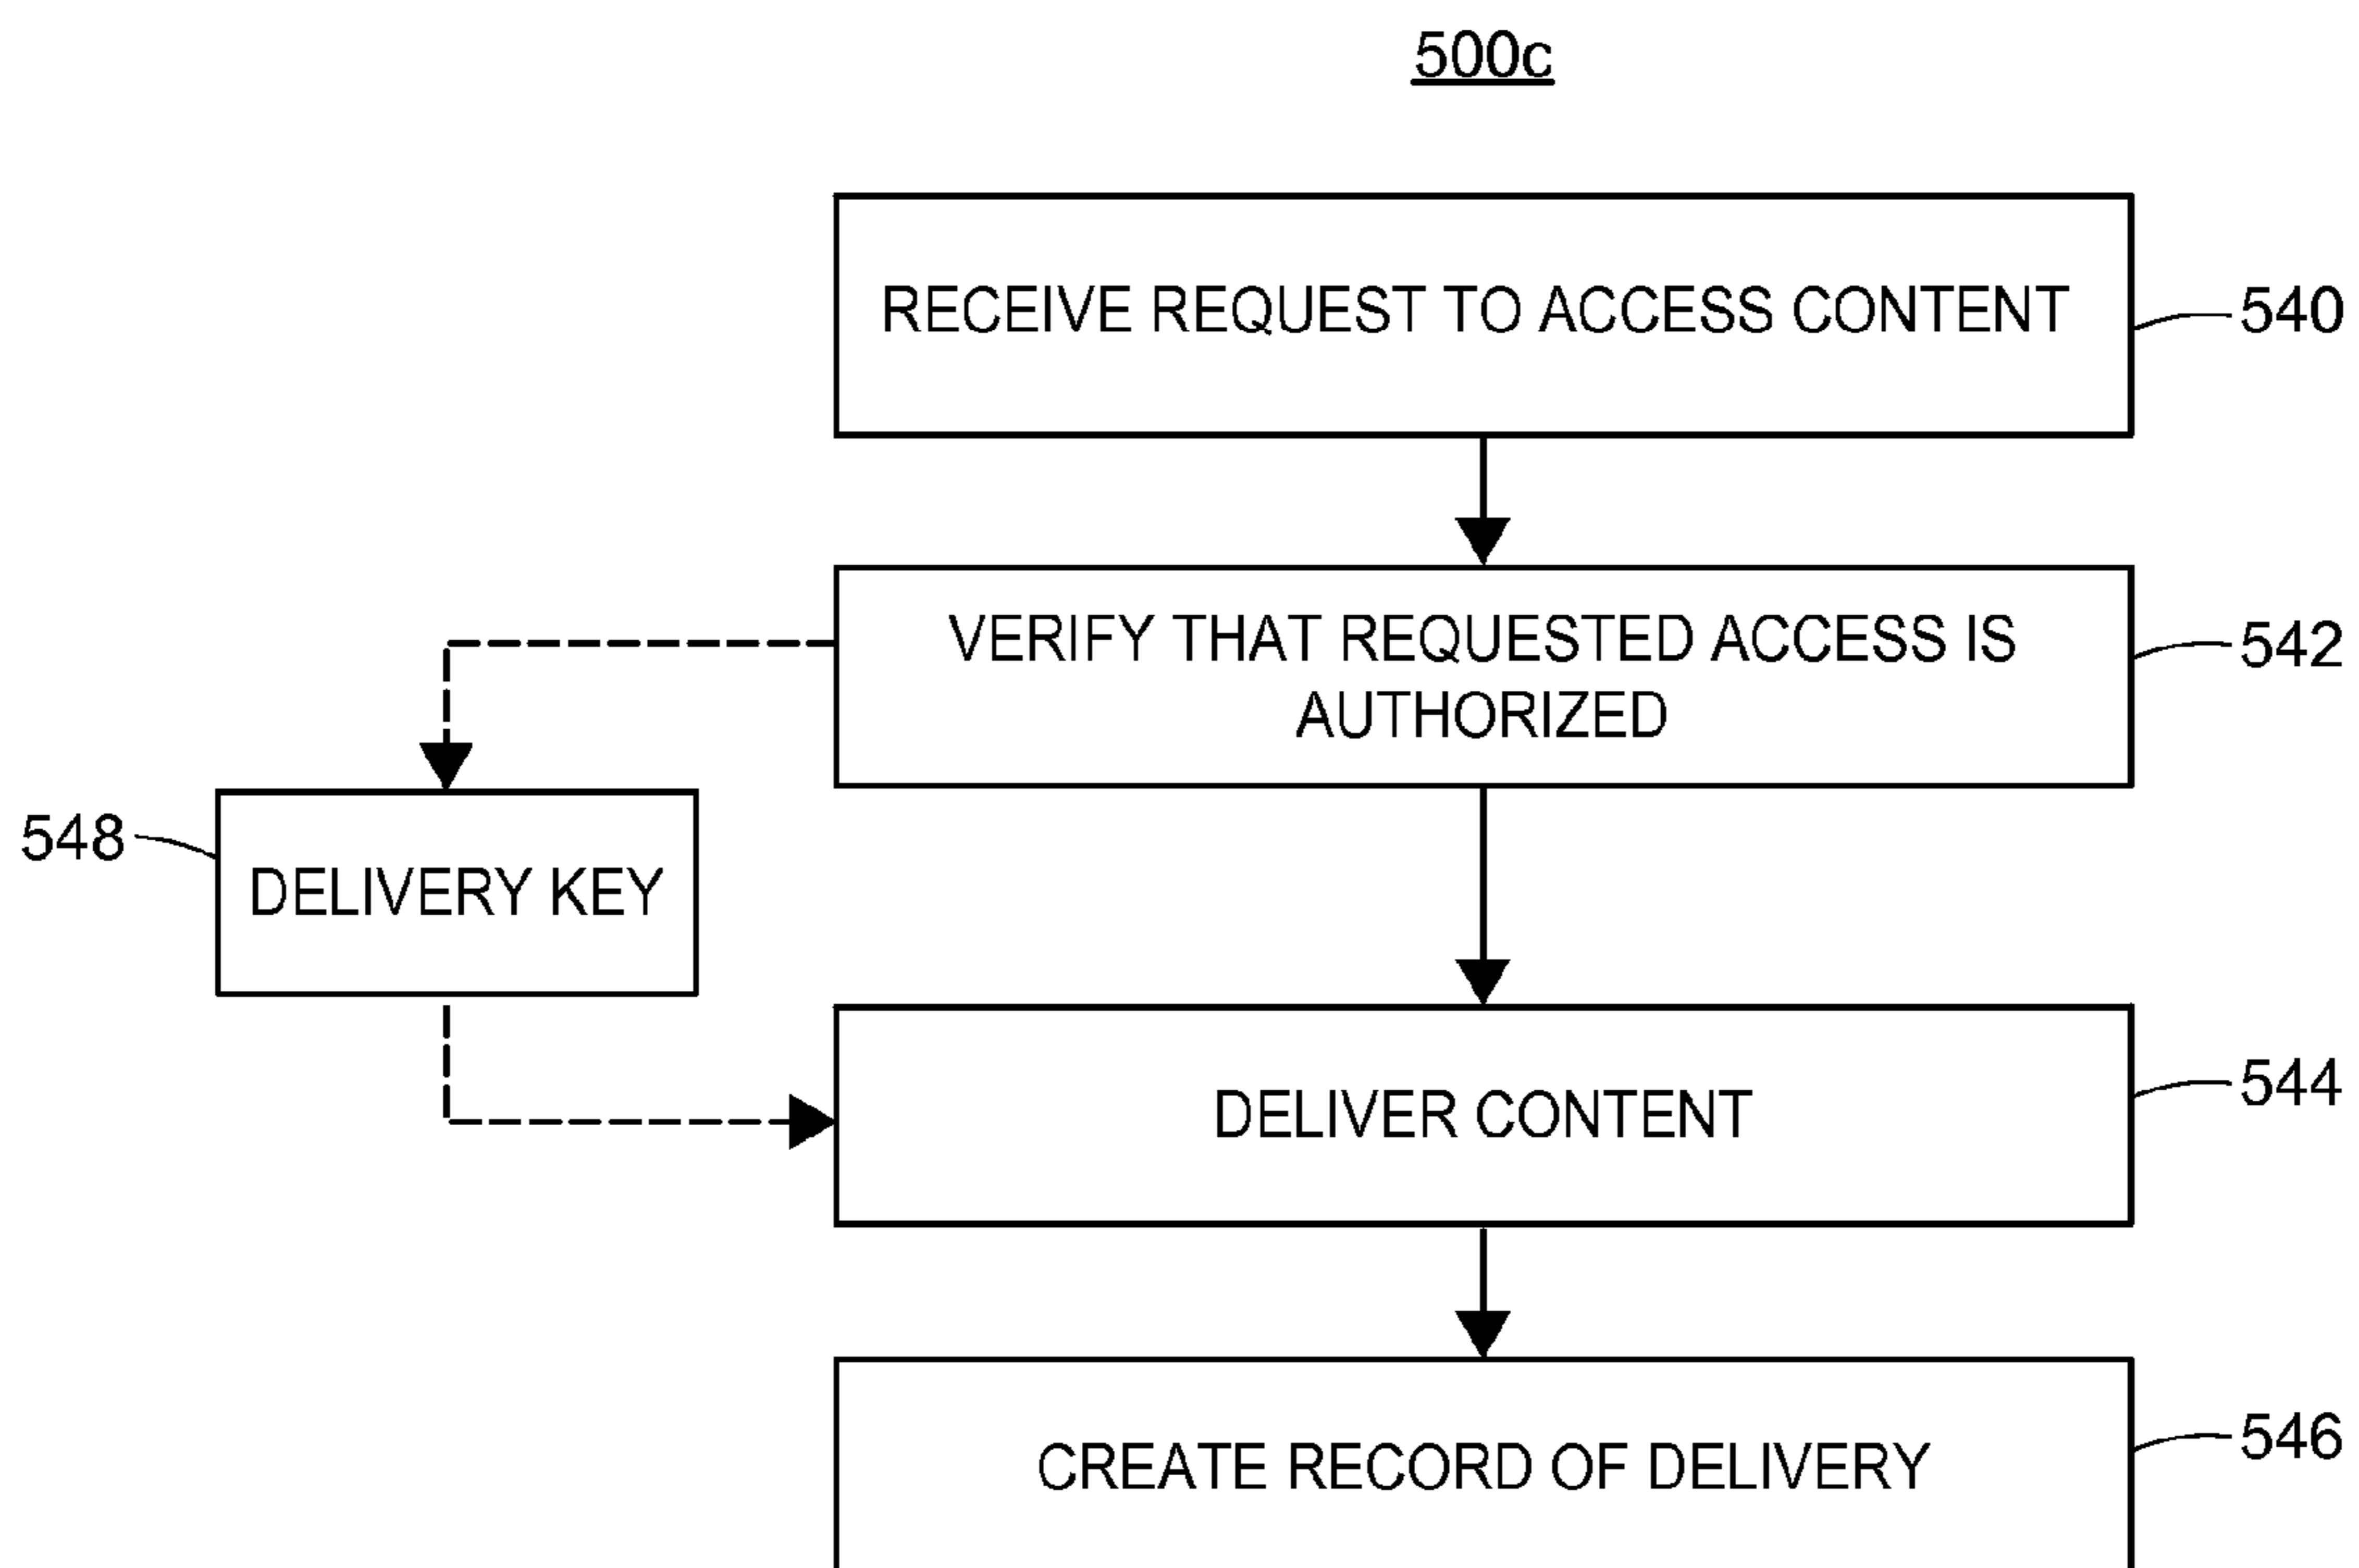 500c
RECEIVE REQUEST TO ACCESS CONTENT
540
VERIFY THAT REQUESTED ACCESS IS
AUTHORIZED
542
548
DELIVERY KEY
DELIVER CONTENT
544
CREATE RECORD OF DELIVERY
546